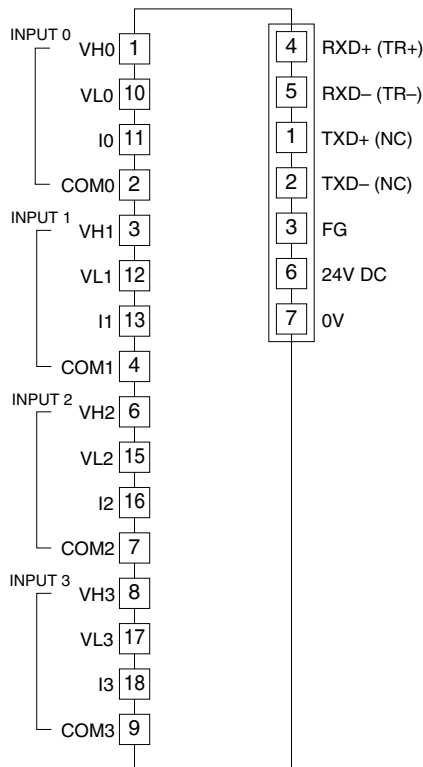 INPUT 0
VH0 1
VL0 10
I0 11
COM0 2
INPUT 1
VH1 3
VL1 12
I1 13
COM1 4
INPUT 2
VH2 6
VL2 15
I2 16
COM2 7
INPUT 3
VH3 8
VL3 17
I3 18
COM3 9
4 RXD+ (TR+)
5 RXD– (TR–)
1 TXD+ (NC)
2 TXD– (NC)
3 FG
6 24V DC
7 0V